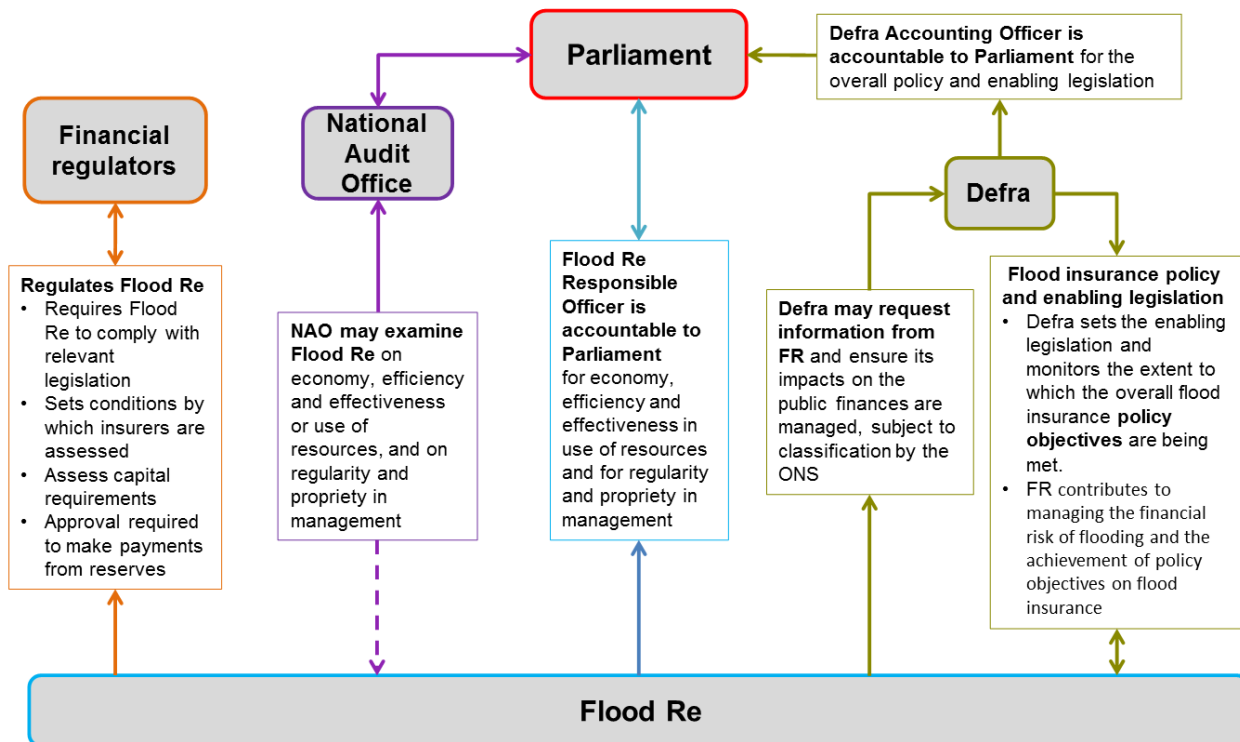 Parliament
Defra Accounting Officer is
accountable to Parliament for the
overall policy and enabling legislation
Financial
regulators
National
Audit
Office
Defra
Regulates Flood Re
• Requires Flood
Re to comply with
relevant
legislation
• Sets conditions by
which insurers are
assessed
• Assess capital
requirements
• Approval required
to make payments
from reserves
NAO may examine
Flood Re on
economy, efficiency
and effectiveness
or use of
resources, and on
regularity and
propriety in
management
Flood Re
Responsible
Officer is
accountable to
Parliament
for economy,
efficiency and
effectiveness in
use of resources
and for regularity
and propriety in
management
Defra may request
information from
FR and ensure its
impacts on the
public finances are
managed, subject to
classification by the
ONS
Flood insurance policy
and enabling legislation
• Defra sets the enabling
legislation and
monitors the extent to
which the overall flood
insurance policy
objectives are being
met.
• FR contributes to
managing the financial
risk of flooding and the
achievement of policy
objectives on flood
insurance
Flood Re